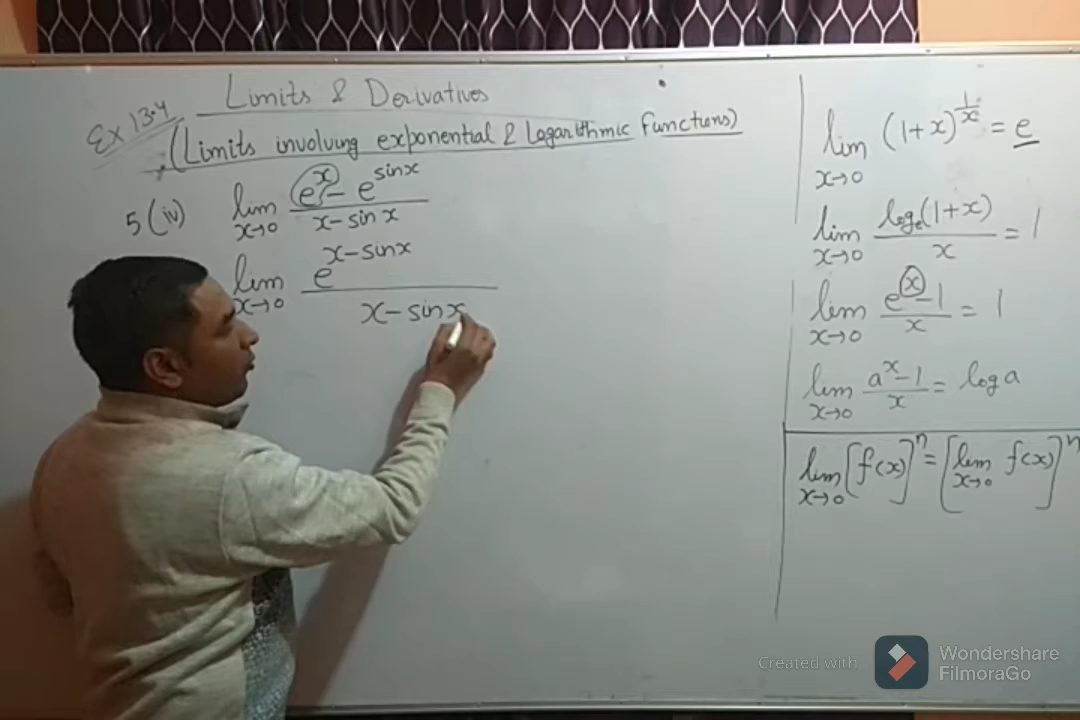 Limits & Derivatives
Ex 13.4
(Limits involving exponential & Logarithmic Functions)
5 (iv) lim x→0 (e^x - e^sinx) / (x - sin x)
lim x→0 e^(x - sinx) / (x - sinx)
lim x→0 (1+x)^(1/x) = e
lim x→0 log_e(1+x) / x = 1
lim x→0 (e^x - 1) / x = 1
lim x→0 (a^x - 1) / x = log a
lim x→0 [f(x)]^n = [lim x→0 f(x)]^n
Created with Wondershare
FilmoraGo